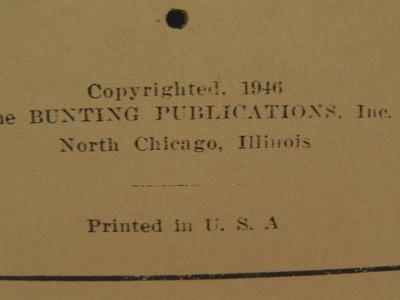 Copyrighted, 1946
he BUNTING PUBLICATIONS, Inc.
North Chicago, Illinois
Printed in U. S. A